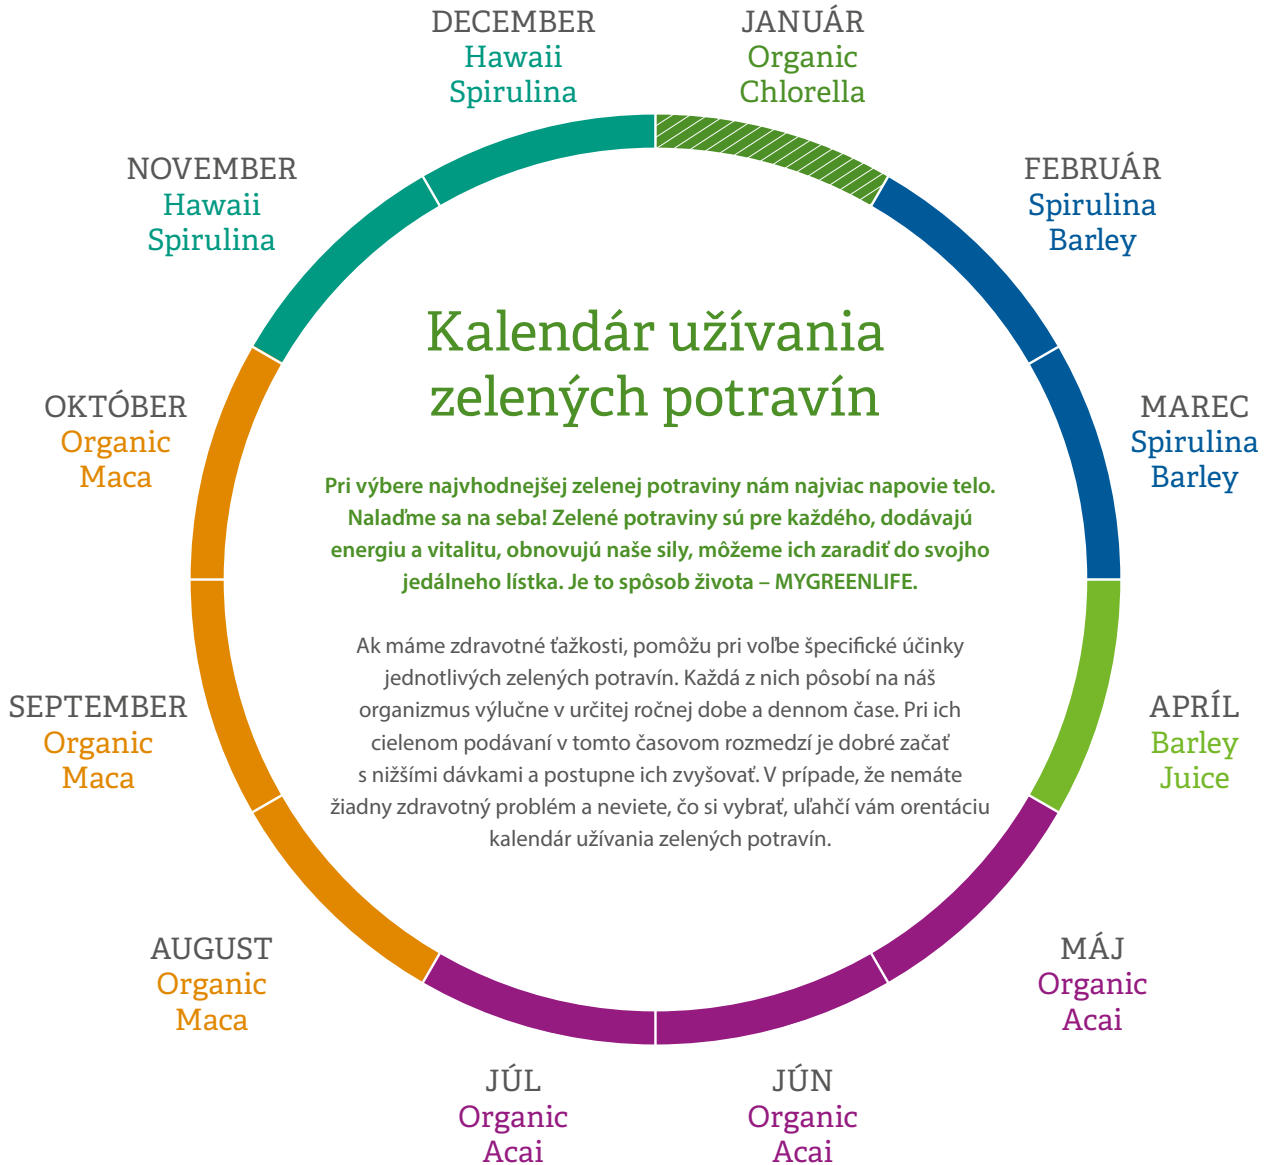 DECEMBER
Hawaii
Spirulina
JANUÁR
Organic
Chlorella
NOVEMBER
Hawaii
Spirulina
FEBRUÁR
Spirulina
Barley
Kalendár užívania
zelených potravín
OKTÓBER
Organic
Maca
MAREC
Spirulina
Barley
Pri výbere najvhodnejšej zelenej potraviny nám najviac napovie telo.
Nalaďme sa na seba! Zelené potraviny sú pre každého, dodávajú
energiu a vitalitu, obnovujú naše sily, môžeme ich zaradiť do svojho
jedálneho lístka. Je to spôsob života – MYGREENLIFE.
Ak máme zdravotné ťažkosti, pomôžu pri voľbe špecifické účinky
jednotlivých zelených potravín. Každá z nich pôsobí na náš
organizmus výlučne v určitej ročnej dobe a dennom čase. Pri ich
cielenom podávaní v tomto časovom rozmedzí je dobré začať
s nižšími dávkami a postupne ich zvyšovať. V prípade, že nemáte
žiadny zdravotný problém a neviete, čo si vybrať, uľahčí vám orientáciu
kalendár užívania zelených potravín.
SEPTEMBER
Organic
Maca
APRÍL
Barley
Juice
AUGUST
Organic
Maca
MÁJ
Organic
Acai
JÚL
Organic
Acai
JÚN
Organic
Acai